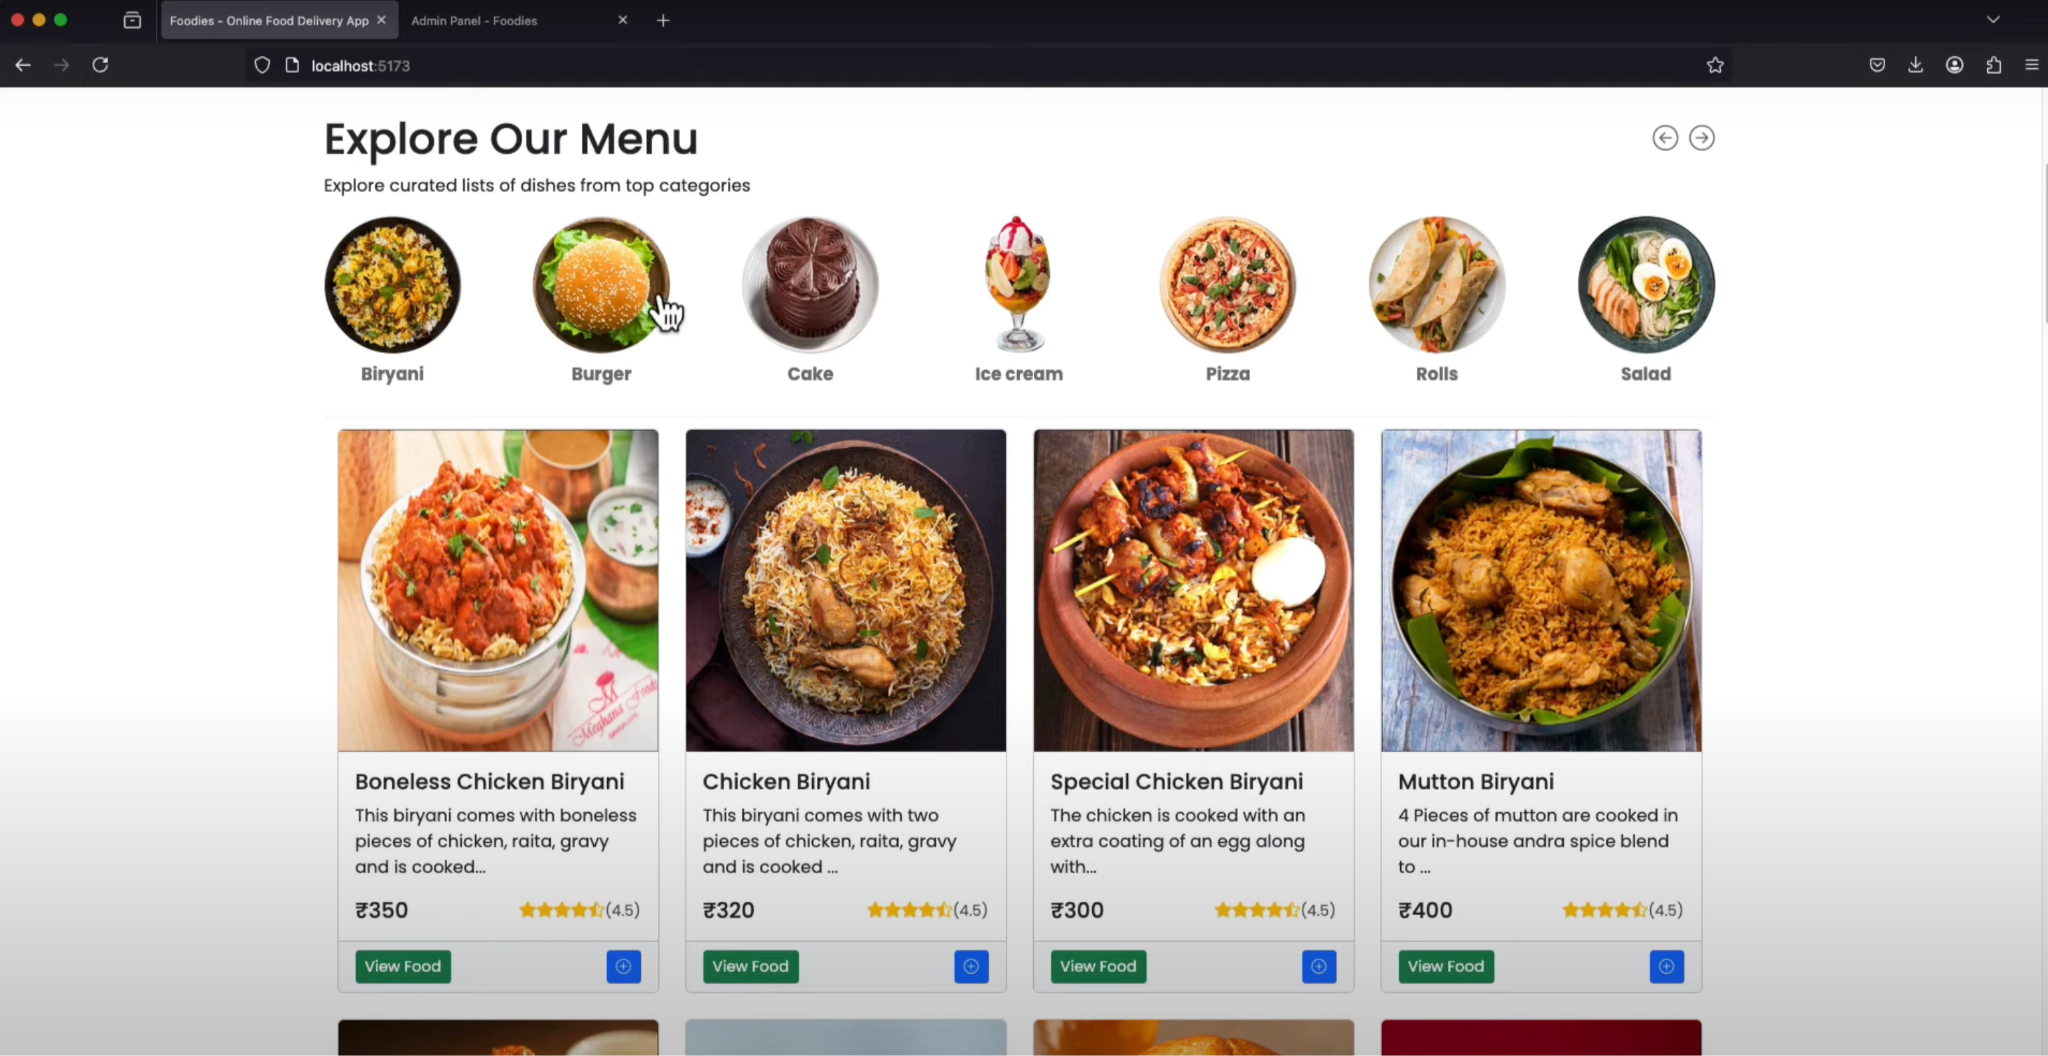 Foodies - Online Food Delivery App
Admin Panel - Foodies
localhost:5173
Explore Our Menu
Explore curated lists of dishes from top categories
Biryani
Burger
Cake
Ice cream
Pizza
Rolls
Salad
Meghana Foods
Boneless Chicken Biryani
This biryani comes with boneless
pieces of chicken, raita, gravy
and is cooked...
₹350
(4.5)
View Food
Chicken Biryani
This biryani comes with two
pieces of chicken, raita, gravy
and is cooked ...
₹320
(4.5)
View Food
Special Chicken Biryani
The chicken is cooked with an
extra coating of an egg along
with...
₹300
(4.5)
View Food
Mutton Biryani
4 Pieces of mutton are cooked in
our in-house andra spice blend
to ...
₹400
(4.5)
View Food